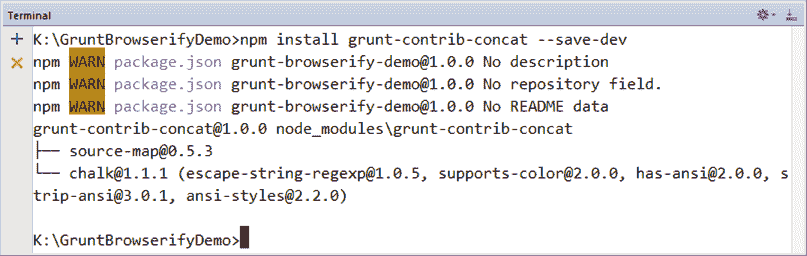 Terminal
K:\GruntBrowserifyDemo>npm install grunt-contrib-concat --save-dev
npm WARN package.json grunt-browserify-demo@1.0.0 No description
npm WARN package.json grunt-browserify-demo@1.0.0 No repository field.
npm WARN package.json grunt-browserify-demo@1.0.0 No README data
grunt-contrib-concat@1.0.0 node_modules\grunt-contrib-concat
├── source-map@0.5.3
└── chalk@1.1.1 (escape-string-regexp@1.0.5, supports-color@2.0.0, has-ansi@2.0.0, s
trip-ansi@3.0.1, ansi-styles@2.2.0)
K:\GruntBrowserifyDemo>